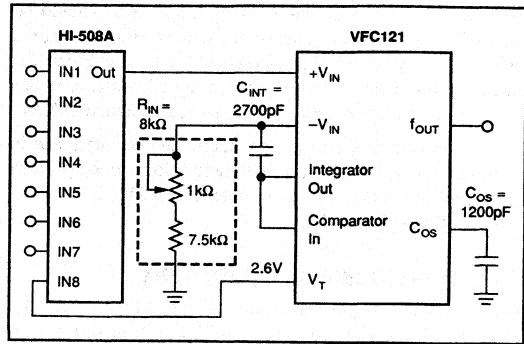 HI-508A
VFC121
IN1 Out
IN2
IN3
IN4
IN5
IN6
IN7
IN8
R_IN =
8kΩ
1kΩ
7.5kΩ
C_INT =
2700pF
2.6V
+V_IN
−V_IN
Integrator
Out
Comparator
In
V_T
f_OUT
C_OS
C_OS =
1200pF